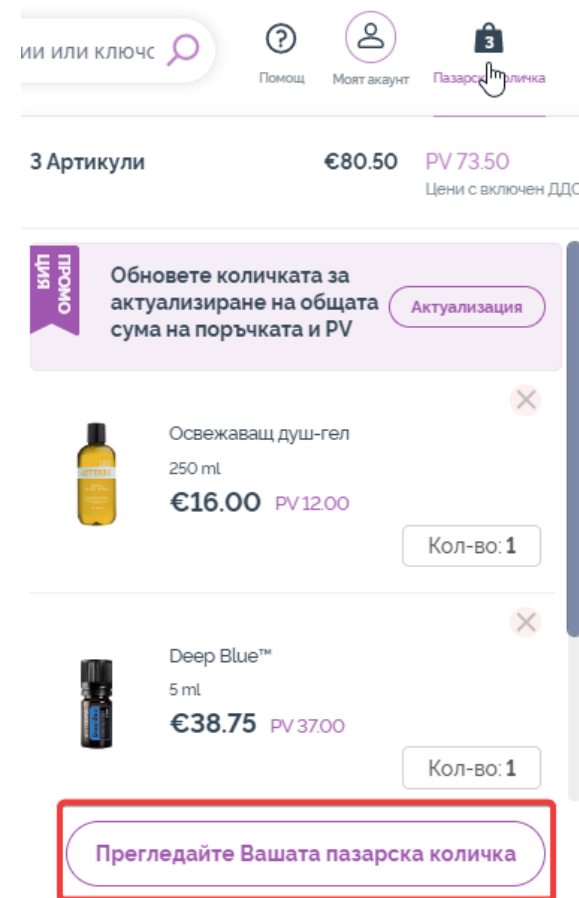 ии или ключс
3
Помощ
Моят акаунт
3 Артикули
€80.50
PV 73.50
Цени с включен ДДС
ПРОМО
ЦИЯ
Обновете количката за
актуализиране на общата
сума на поръчката и PV
Актуализация
Освежаващ душ-гел
250 ml
€16.00 PV 12.00
Кол-во: 1
Deep Blue™
5 ml
€38.75 PV 37.00
Кол-во: 1
Прегледайте Вашата пазарска количка